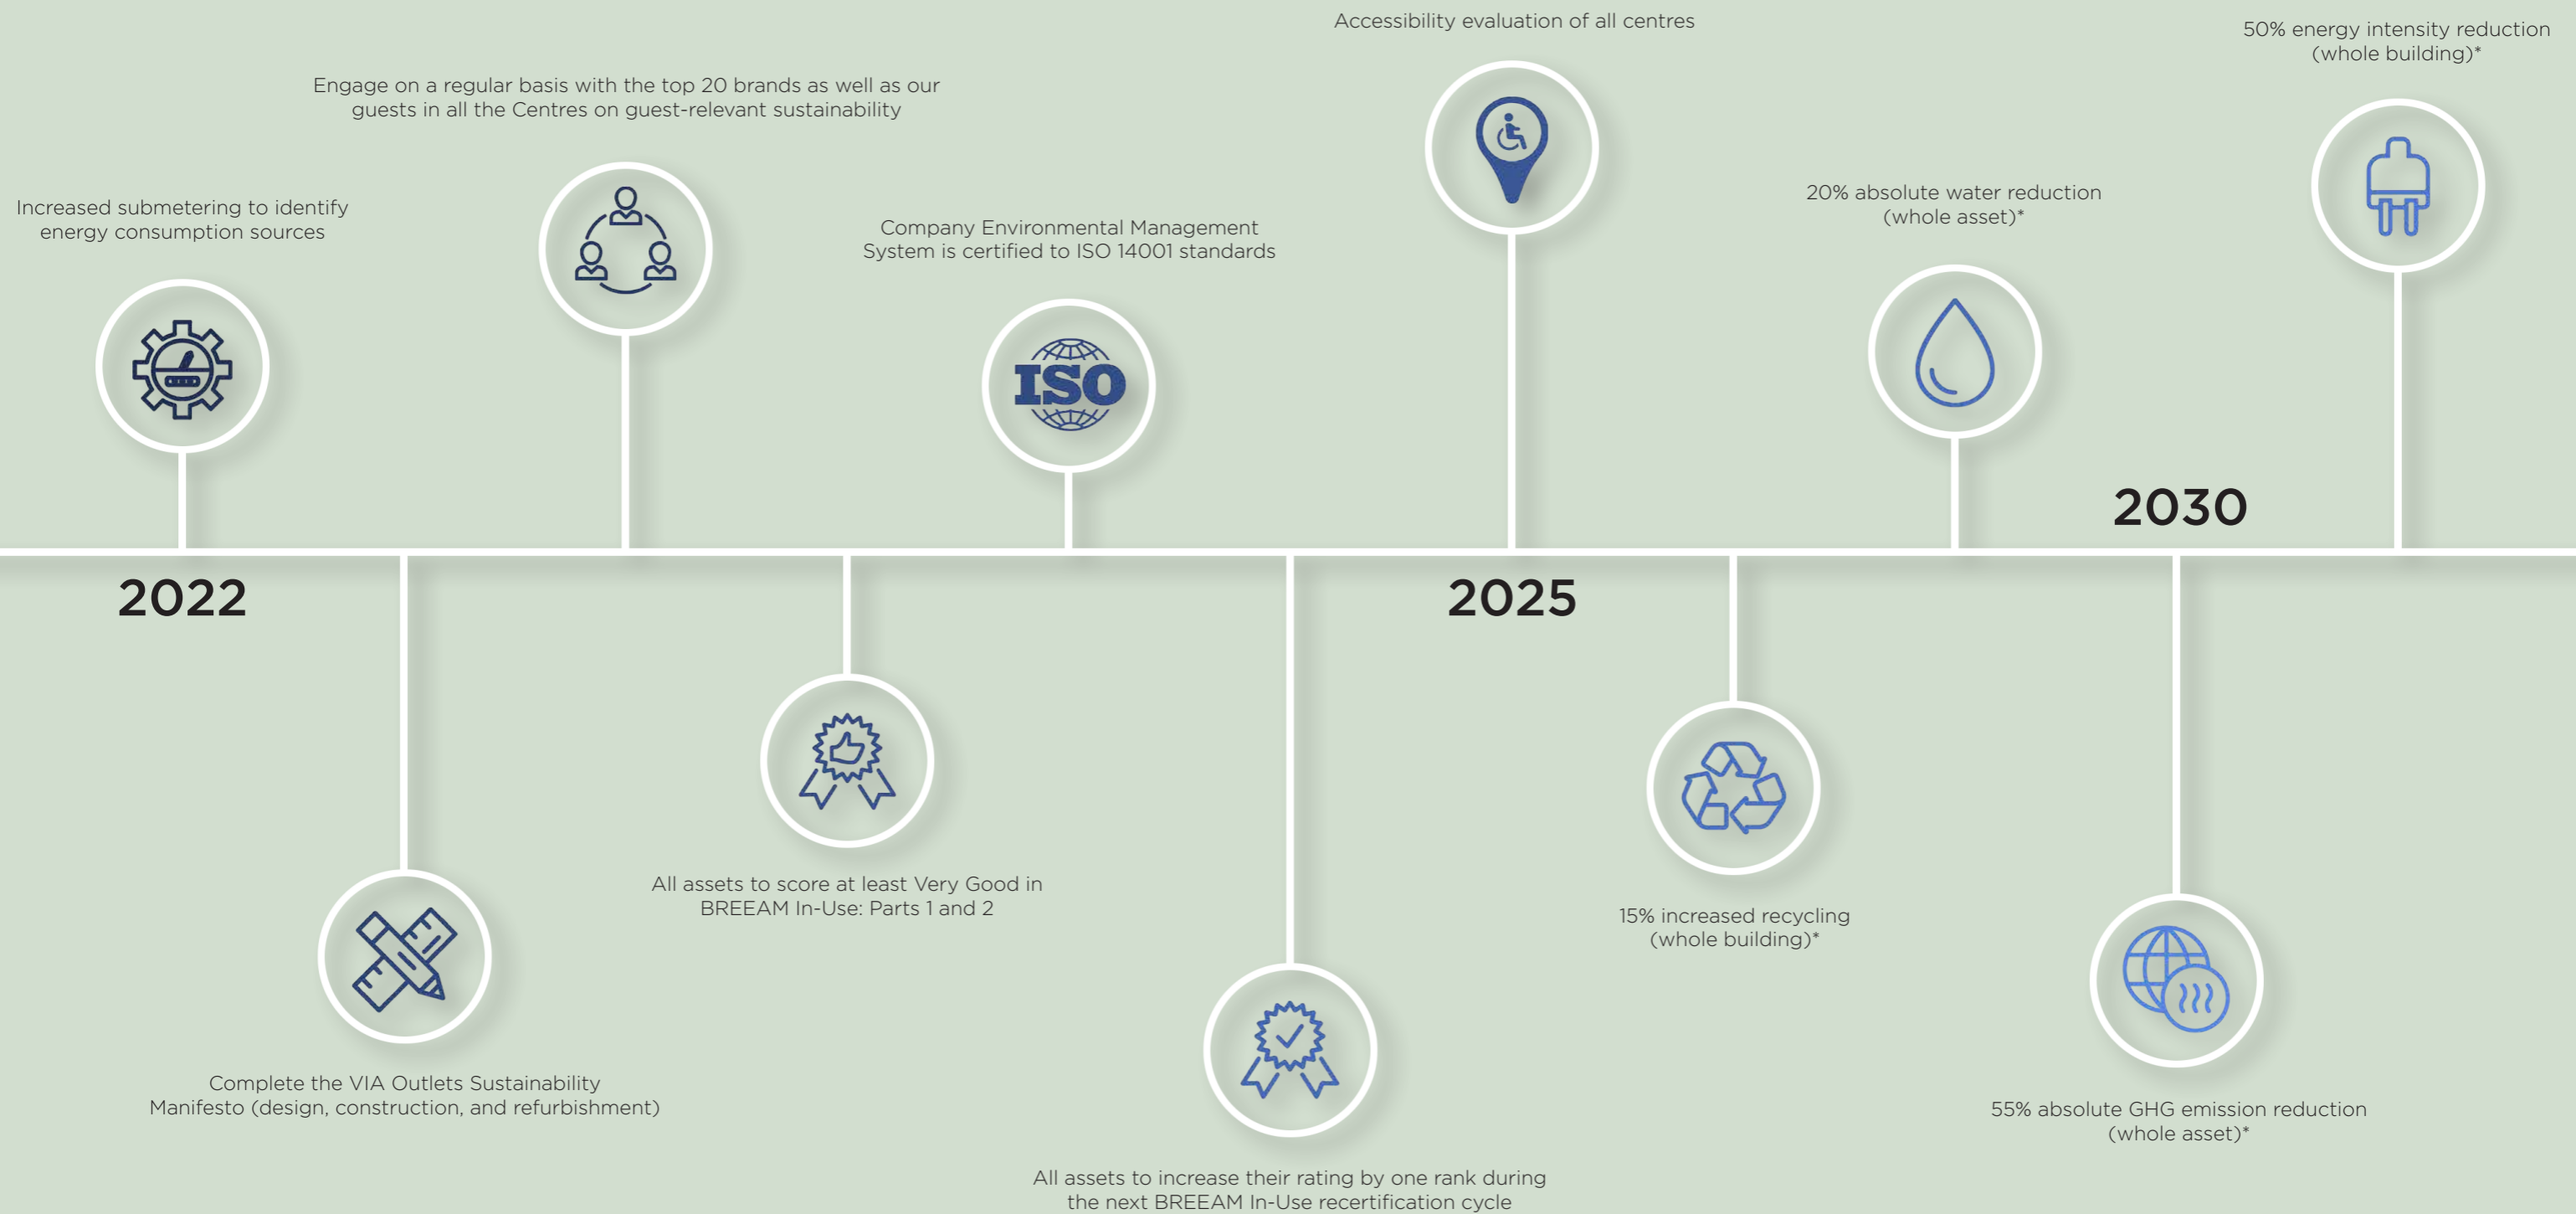 Increased submetering to identify
energy consumption sources
2022
Complete the VIA Outlets Sustainability
Manifesto (design, construction, and refurbishment)
Engage on a regular basis with the top 20 brands as well as our
guests in all the Centres on guest-relevant sustainability
All assets to score at least Very Good in
BREEAM In-Use: Parts 1 and 2
Company Environmental Management
System is certified to ISO 14001 standards
ISO
All assets to increase their rating by one rank during
the next BREEAM In-Use recertification cycle
Accessibility evaluation of all centres
2025
15% increased recycling
(whole building)*
20% absolute water reduction
(whole asset)*
2030
55% absolute GHG emission reduction
(whole asset)*
50% energy intensity reduction
(whole building)*